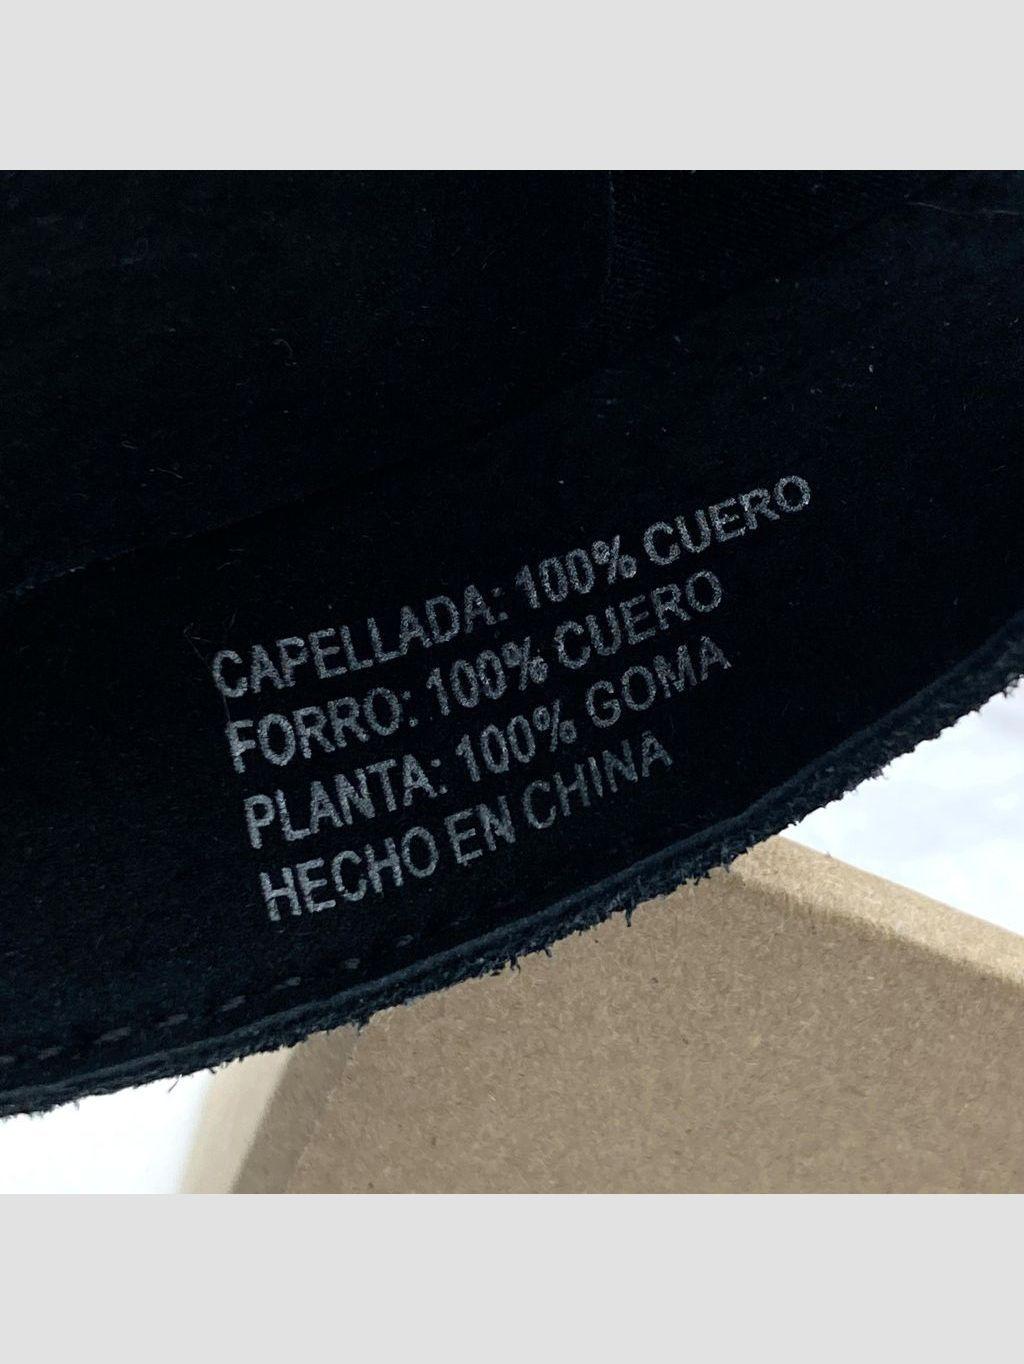 CAPELLADA: 100% CUERO
FORRO: 100% CUERO
PLANTA: 100% GOMA
HECHO EN CHINA